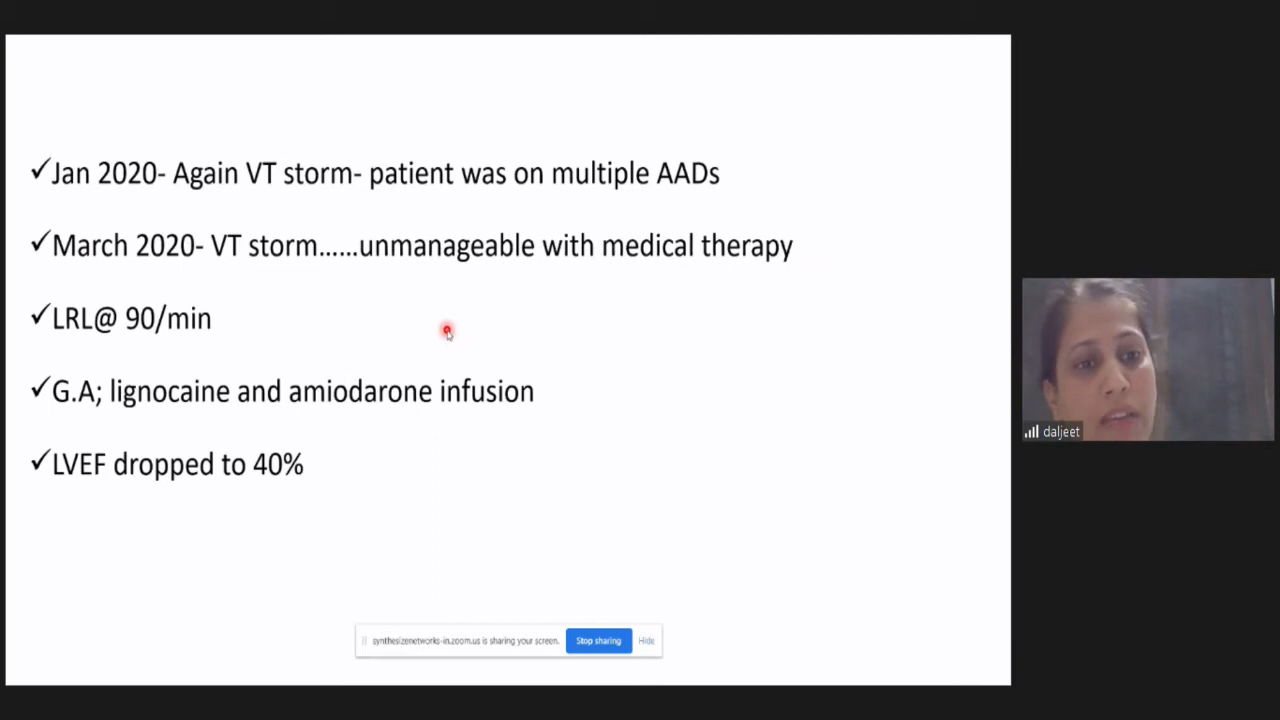 ✓Jan 2020- Again VT storm- patient was on multiple AADs
✓March 2020- VT storm......unmanageable with medical therapy
✓LRL@ 90/min
✓G.A; lignocaine and amiodarone infusion
✓LVEF dropped to 40%
daljeet
synthesizenetworks-in.zoom.us is sharing your screen. Stop sharing Hide